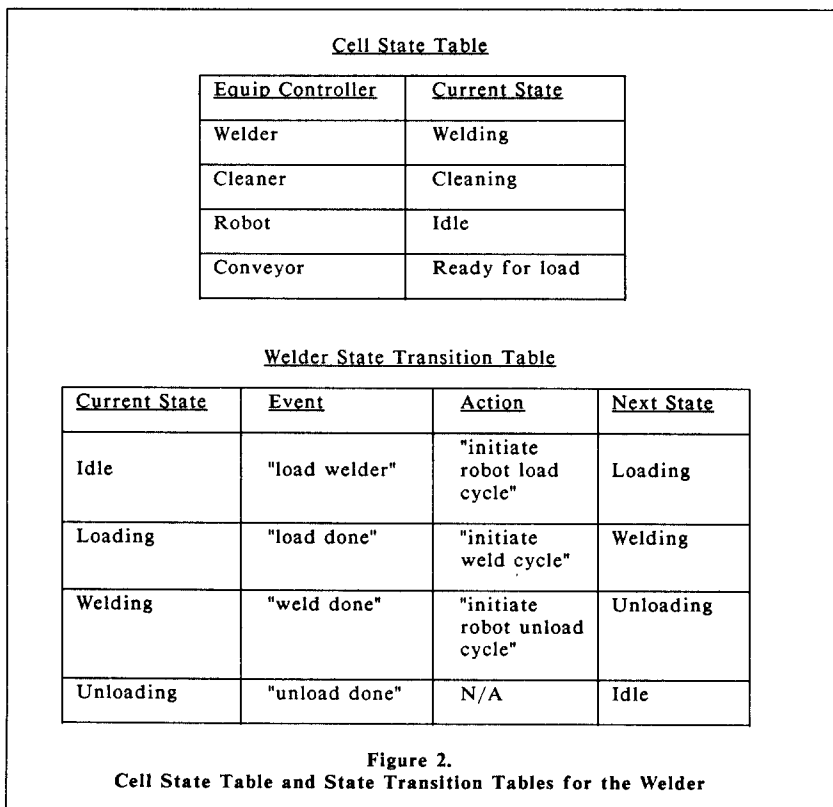 Cell State Table
Equip Controller Current State
Welder Welding
Cleaner Cleaning
Robot Idle
Conveyor Ready for load
Welder State Transition Table
Current State Event Action Next State
Idle "load welder" "initiate robot load cycle" Loading
Loading "load done" "initiate weld cycle" Welding
Welding "weld done" "initiate robot unload cycle" Unloading
Unloading "unload done" N/A Idle
Figure 2.
Cell State Table and State Transition Tables for the Welder